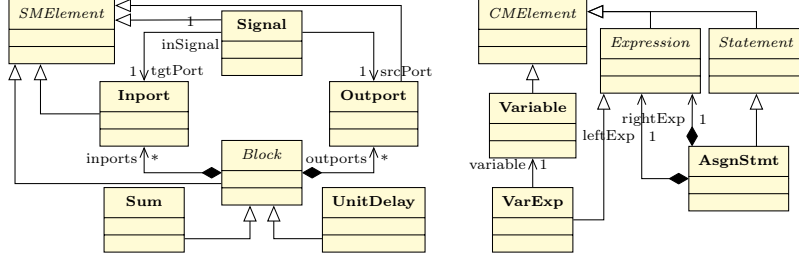 SMElement
1
Signal
inSignal
1 tgtPort
1 srcPort
Inport
Outport
inports *
Block
outports *
Sum
UnitDelay
CMElement
Expression
Statement
Variable
rightExp 1
leftExp 1
variable 1
AsgnStmt
VarExp